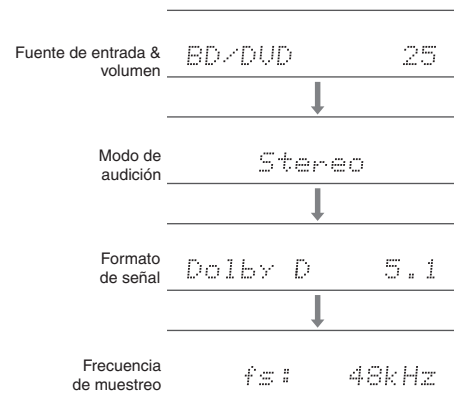 Fuente de entrada &
volumen
BD/DVD 25
Modo de
audición
Stereo
Formato
de señal
Dolby D 5.1
Frecuencia
de muestreo
fs: 48kHz